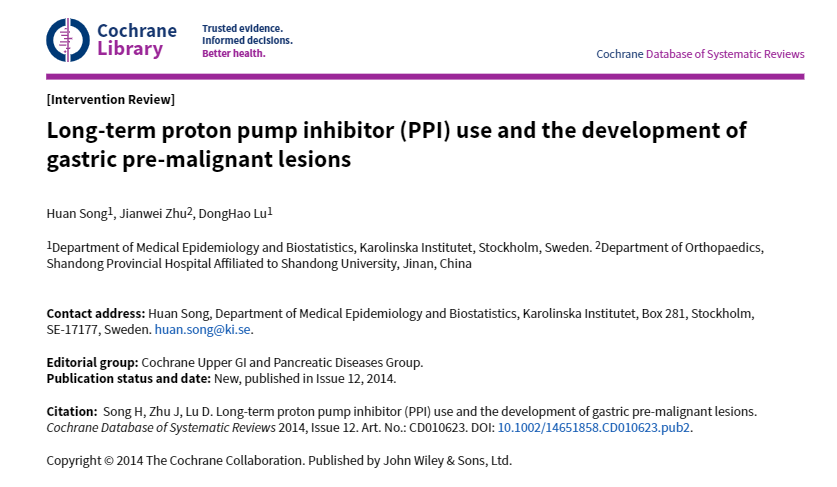 Cochrane
Library
Trusted evidence.
Informed decisions.
Better health.
Cochrane Database of Systematic Reviews
[Intervention Review]
Long-term proton pump inhibitor (PPI) use and the development of
gastric pre-malignant lesions
Huan Song1, Jianwei Zhu2, DongHao Lu1
1Department of Medical Epidemiology and Biostatistics, Karolinska Institutet, Stockholm, Sweden. 2Department of Orthopaedics,
Shandong Provincial Hospital Affiliated to Shandong University, Jinan, China
Contact address: Huan Song, Department of Medical Epidemiology and Biostatistics, Karolinska Institutet, Box 281, Stockholm,
SE-17177, Sweden. huan.song@ki.se.
Editorial group: Cochrane Upper GI and Pancreatic Diseases Group.
Publication status and date: New, published in Issue 12, 2014.
Citation: Song H, Zhu J, Lu D. Long-term proton pump inhibitor (PPI) use and the development of gastric pre-malignant lesions.
Cochrane Database of Systematic Reviews 2014, Issue 12. Art. No.: CD010623. DOI: 10.1002/14651858.CD010623.pub2.
Copyright © 2014 The Cochrane Collaboration. Published by John Wiley & Sons, Ltd.